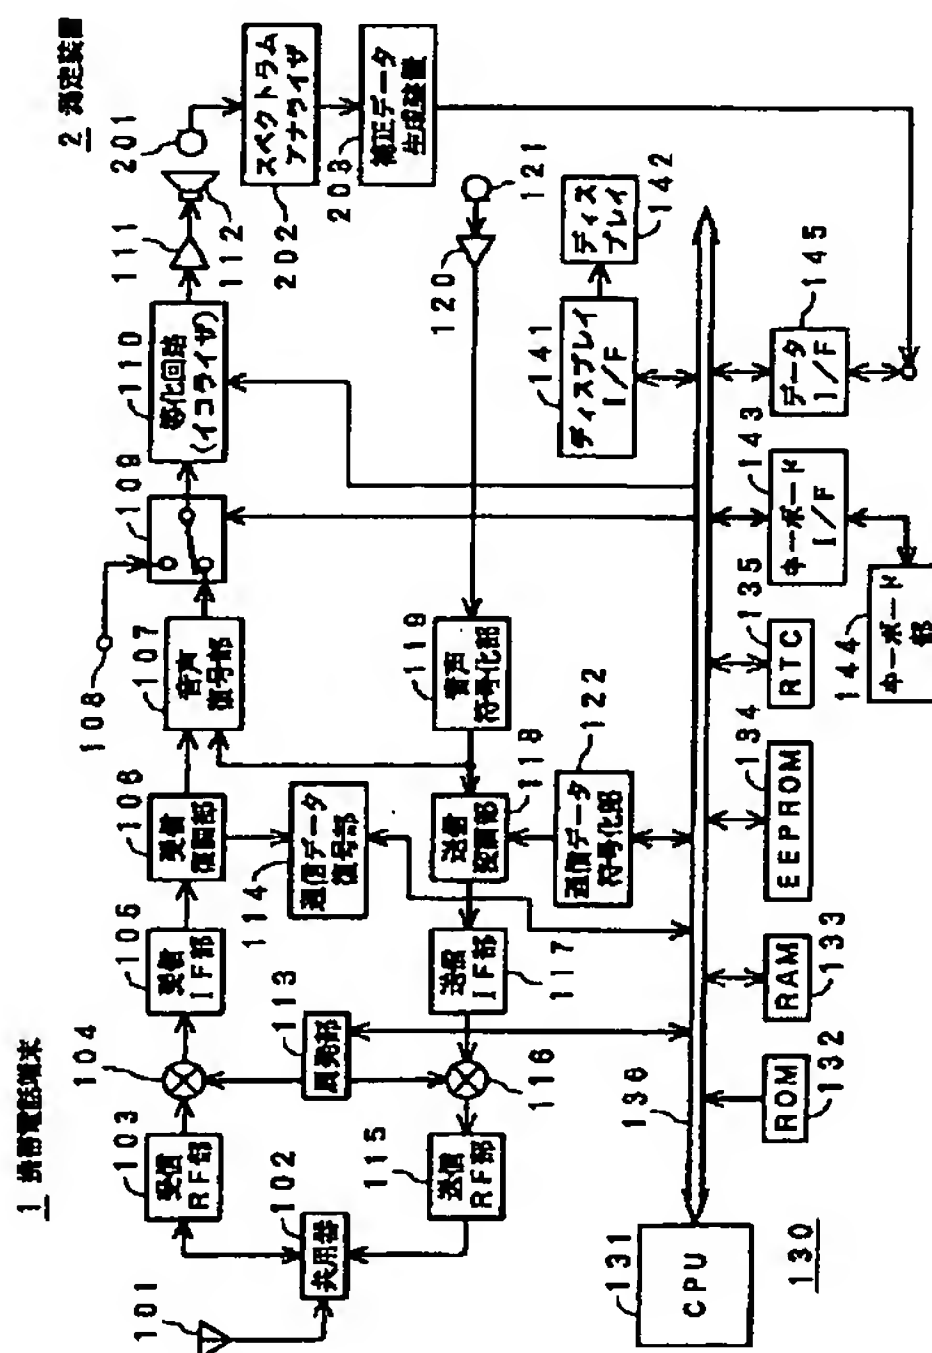 1 携帯電話端末
2 測定装置
101
102
共用器
103
受信
RF部
104
105
受信
IF部
106
受信
復調部
107
音声
復号部
108
109
110
等化回路
(イコライザ)
111
112
201
202
スペクトラム
アナライザ
203
補正データ
生成装置
113
局発部
114
通信データ
復号部
115
送信
RF部
116
117
送信
IF部
118
送信
変調部
119
音声
符号化部
120
121
122
通信データ
符号化部
130
131
CPU
132
ROM
133
RAM
134
EEPROM
135
RTC
136
141
ディスプレイ
I/F
142
ディス
プレイ
143
キーボード
I/F
144
キーボード
部
145
データ
I/F